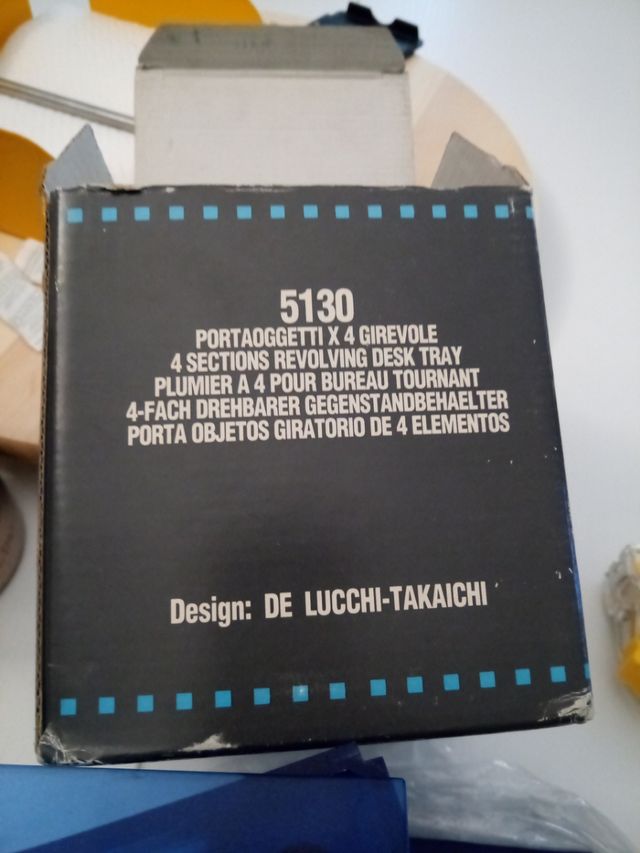 5130
PORTAOGGETTI X 4 GIREVOLE
4 SECTIONS REVOLVING DESK TRAY
PLUMIER A 4 POUR BUREAU TOURNANT
4-FACH DREHBARER GEGENSTANDBEHAELTER
PORTA OBJETOS GIRATORIO DE 4 ELEMENTOS
Design: DE LUCCHI-TAKAICHI